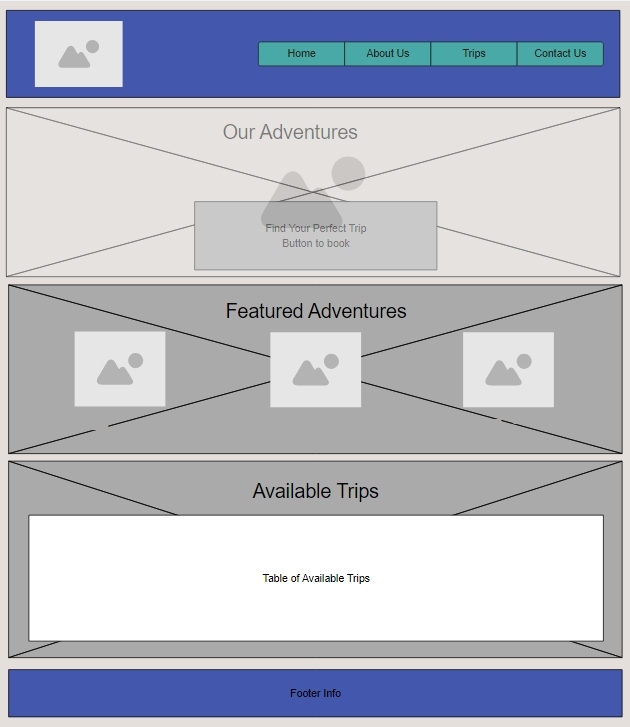 Home
About Us
Trips
Contact Us
Our Adventures
Find Your Perfect Trip
Button to book
Featured Adventures
Available Trips
Table of Available Trips
Footer Info